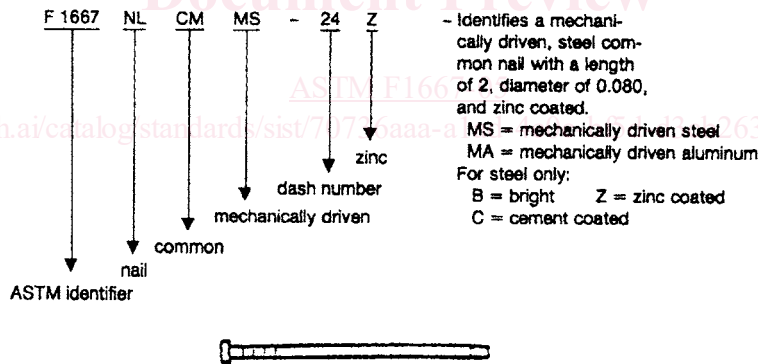 Document Preview
F 1667 NL CM MS - 24 Z
zinc
dash number
mechanically driven
common
nail
ASTM identifier
– Identifies a mechani-
cally driven, steel com-
mon nail with a length
of 2, diameter of 0.080,
and zinc coated.
MS = mechanically driven steel
MA = mechanically driven aluminum
For steel only:
B = bright Z = zinc coated
C = cement coated
ASTM F1667